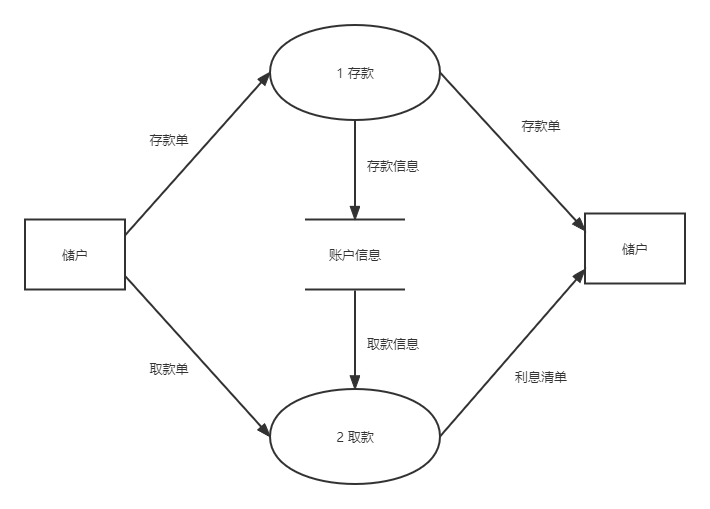 1 存款
存款单
存款单
存款信息
储户
账户信息
储户
取款信息
取款单
利息清单
2 取款